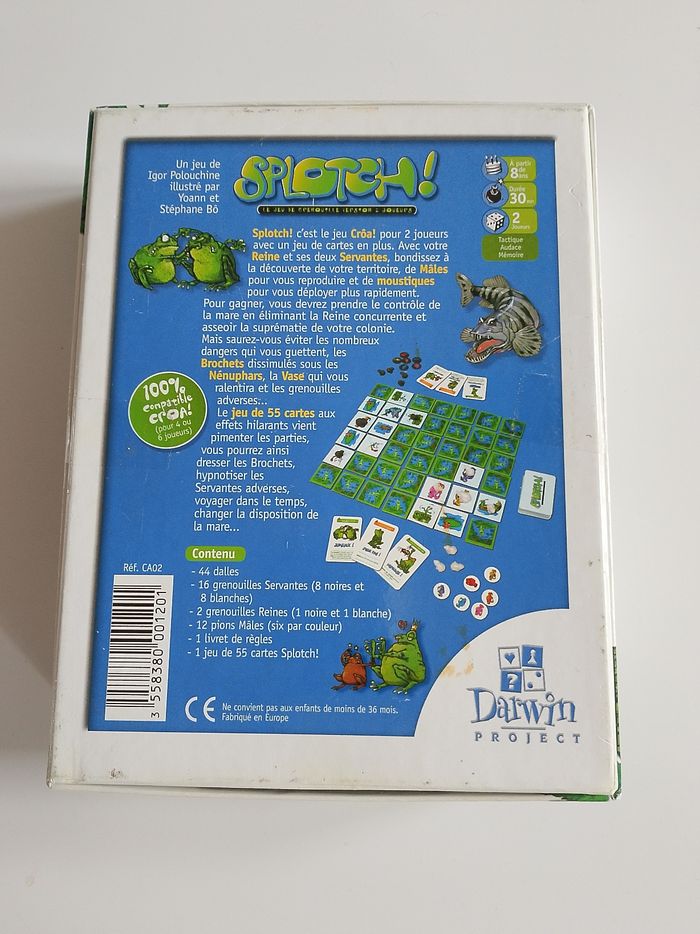 Un jeu de
Igor Polouchine
illustré par
Yoann et
Stéphane Bô
SPLOTCH!
LE JEU DE GRENOUILLE (VERSION 2 JOUEURS)
À partir
8 de
ans
Durée
30 mn
2
Joueurs
Tactique
Audace
Mémoire
Splotch! c'est le jeu Crôa! pour 2 joueurs
avec un jeu de cartes en plus. Avec votre
Reine et ses deux Servantes, bondissez à
la découverte de votre territoire, de Mâles
pour vous reproduire et de moustiques
pour vous déployer plus rapidement.
Pour gagner, vous devrez prendre le contrôle de
la mare en éliminant la Reine concurrente et
asseoir la suprématie de votre colonie.
Mais saurez-vous éviter les nombreux
dangers qui vous guettent, les
Brochets dissimulés sous les
Nénuphars, la Vase qui vous
ralentira et les grenouilles
adverses...
Le jeu de 55 cartes aux
effets hilarants vient
pimenter les parties,
vous pourrez ainsi
dresser les Brochets,
hypnotiser les
Servantes adverses,
voyager dans le temps,
changer la disposition de
la mare...
100%
compatible
CROA!
(pour 4 ou
6 joueurs)
Contenu
- 44 dalles
- 16 grenouilles Servantes (8 noires et
8 blanches)
- 2 grenouilles Reines (1 noire et 1 blanche)
- 12 pions Mâles (six par couleur)
- 1 livret de règles
- 1 jeu de 55 cartes Splotch!
Réf. CA02
3 558380 001201
CE
Ne convient pas aux enfants de moins de 36 mois.
Fabriqué en Europe
?
Darwin
PROJECT